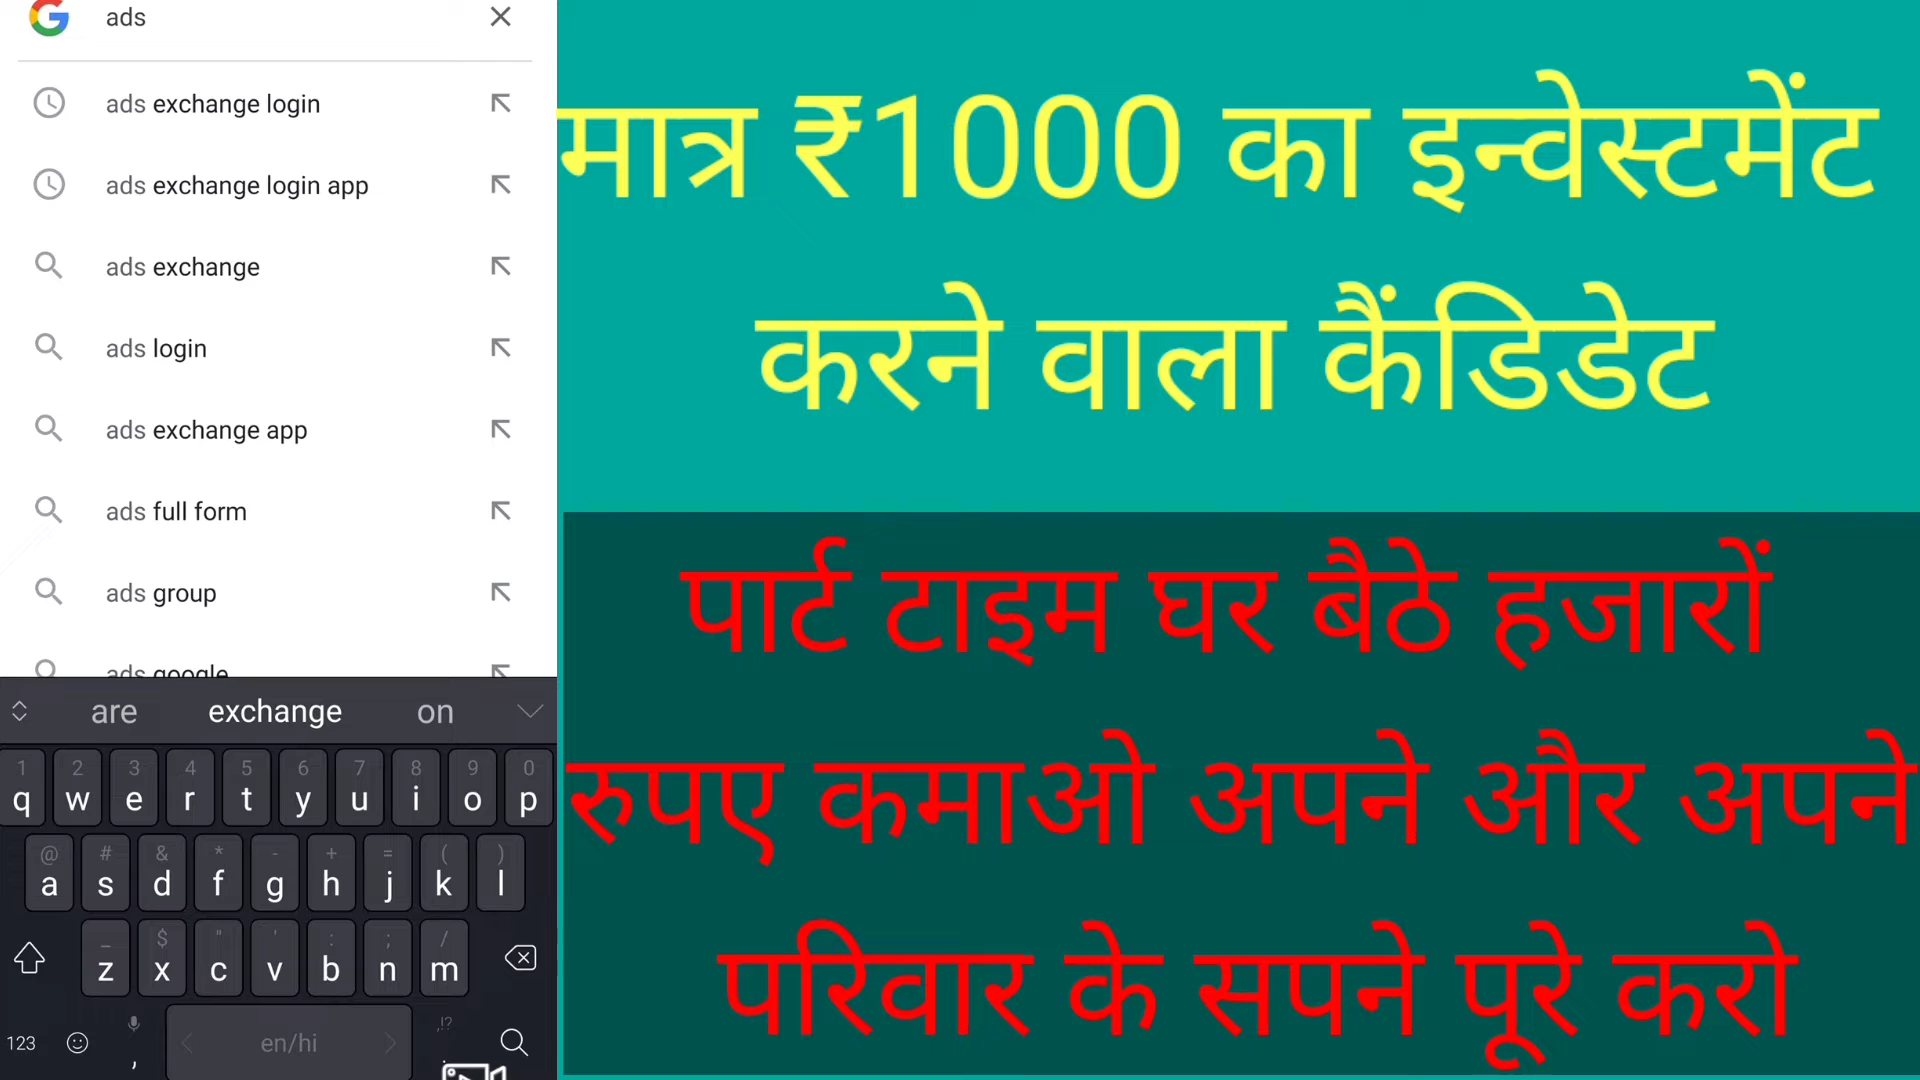 ads
ads exchange login
ads exchange login app
ads exchange
ads login
ads exchange app
ads full form
ads group
ads google
are exchange on
1 2 3 4 5 6 7 8 9 0
q w e r t y u i o p
@ # & * - + = ( )
a s d f g h j k l
_ $ " ' : ; /
z x c v b n m
,!?
123 , en/hi .
मात्र ₹1000 का इन्वेस्टमेंट
करने वाला कैंडिडेट
पार्ट टाइम घर बैठे हजारों
रुपए कमाओ अपने और अपने
परिवार के सपने पूरे करो